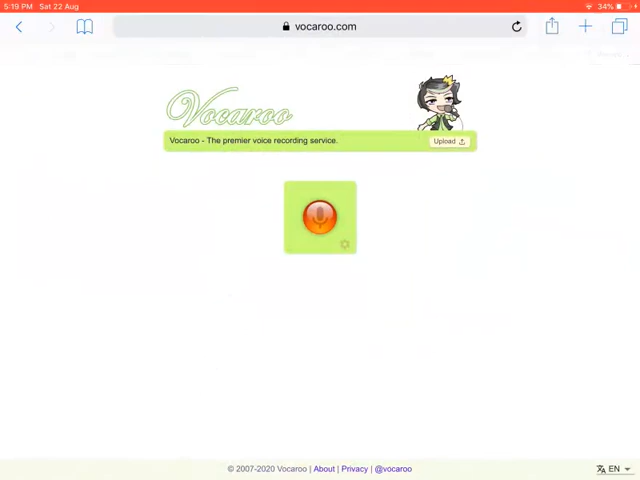 5:19 PM Sat 22 Aug 34%
vocaroo.com
Vocaroo
Vocaroo - The premier voice recording service. Upload
© 2007-2020 Vocaroo | About | Privacy | @vocaroo EN